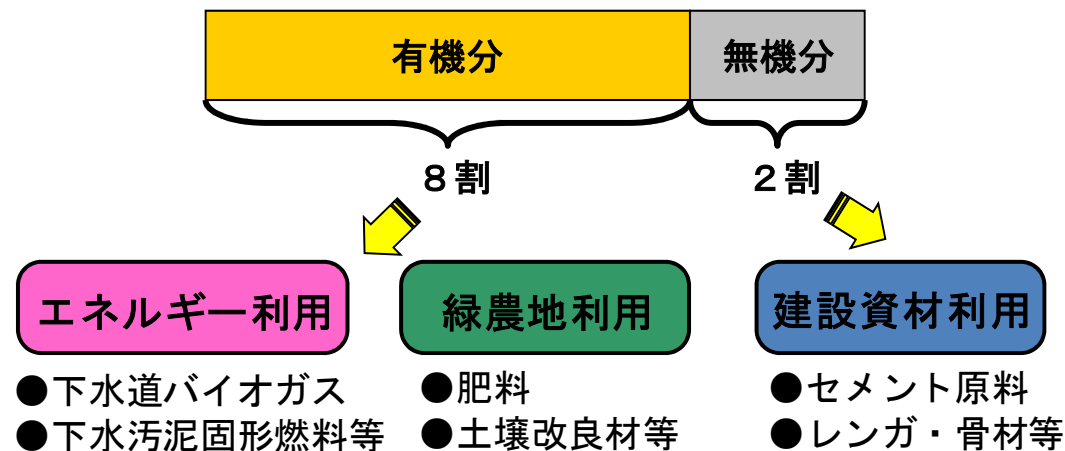 有機分 無機分
８割 ２割
エネルギー利用 緑農地利用 建設資材利用
●下水道バイオガス ●肥料 ●セメント原料
●下水汚泥固形燃料等 ●土壌改良材等 ●レンガ・骨材等